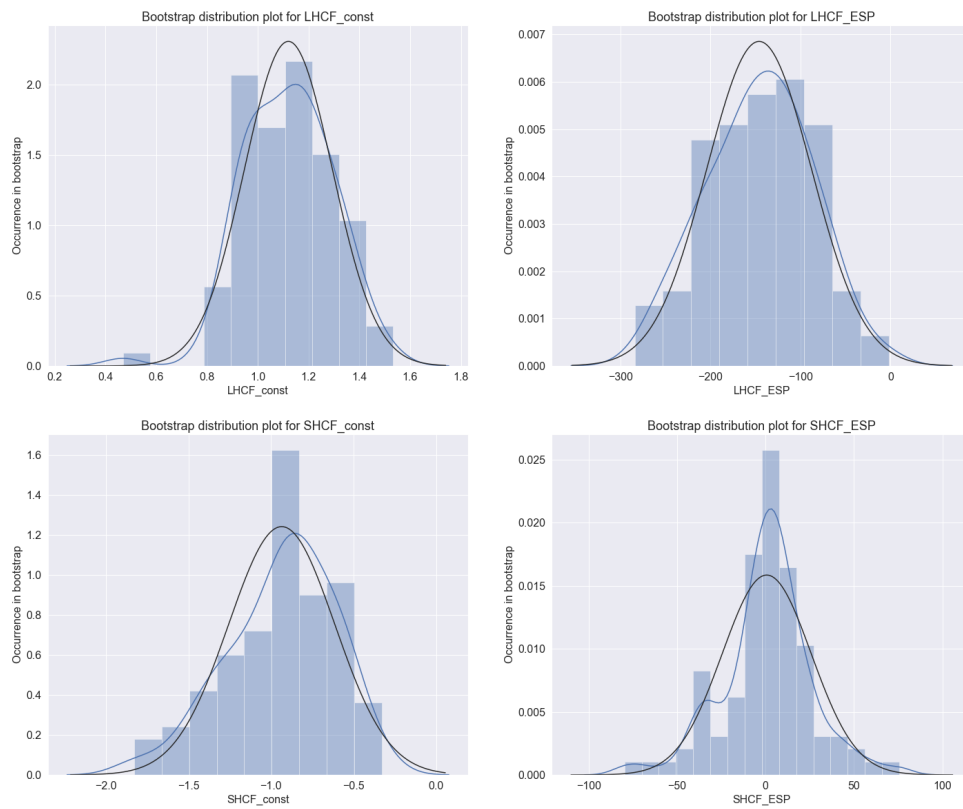 Bootstrap distribution plot for LHCF_const
Occurrence in bootstrap
2.0
1.5
1.0
0.5
0.0
0.2 0.4 0.6 0.8 1.0 1.2 1.4 1.6 1.8
LHCF_const
Bootstrap distribution plot for LHCF_ESP
Occurrence in bootstrap
0.007
0.006
0.005
0.004
0.003
0.002
0.001
0.000
−300 −200 −100 0
LHCF_ESP
Bootstrap distribution plot for SHCF_const
Occurrence in bootstrap
1.6
1.4
1.2
1.0
0.8
0.6
0.4
0.2
0.0
−2.0 −1.5 −1.0 −0.5 0.0
SHCF_const
Bootstrap distribution plot for SHCF_ESP
Occurrence in bootstrap
0.025
0.020
0.015
0.010
0.005
0.000
−100 −50 0 50 100
SHCF_ESP